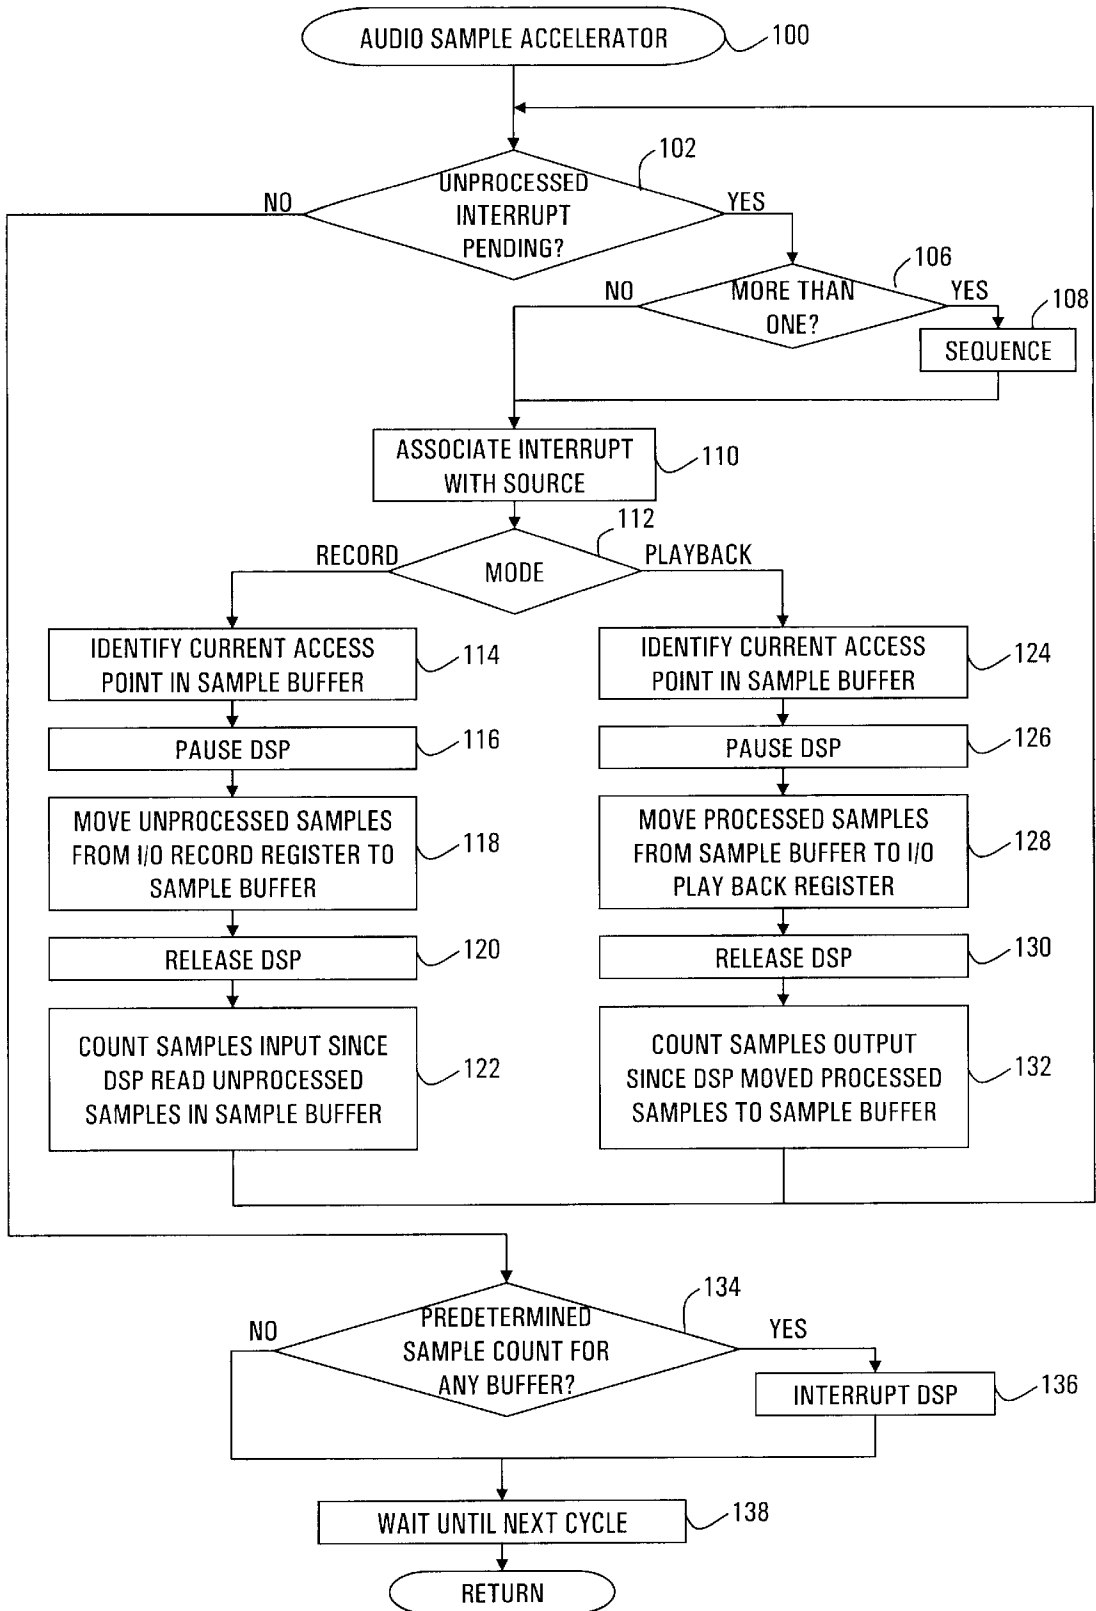 AUDIO SAMPLE ACCELERATOR
100
102
UNPROCESSED
INTERRUPT
PENDING?
NO
YES
106
MORE THAN
ONE?
NO
YES
108
SEQUENCE
ASSOCIATE INTERRUPT
WITH SOURCE
110
112
RECORD
MODE
PLAYBACK
IDENTIFY CURRENT ACCESS
POINT IN SAMPLE BUFFER
114
PAUSE DSP
116
MOVE UNPROCESSED SAMPLES
FROM I/O RECORD REGISTER TO
SAMPLE BUFFER
118
RELEASE DSP
120
COUNT SAMPLES INPUT SINCE
DSP READ UNPROCESSED
SAMPLES IN SAMPLE BUFFER
122
IDENTIFY CURRENT ACCESS
POINT IN SAMPLE BUFFER
124
PAUSE DSP
126
MOVE PROCESSED SAMPLES
FROM SAMPLE BUFFER TO I/O
PLAY BACK REGISTER
128
RELEASE DSP
130
COUNT SAMPLES OUTPUT
SINCE DSP MOVED PROCESSED
SAMPLES TO SAMPLE BUFFER
132
134
PREDETERMINED
SAMPLE COUNT FOR
ANY BUFFER?
NO
YES
INTERRUPT DSP
136
WAIT UNTIL NEXT CYCLE
138
RETURN